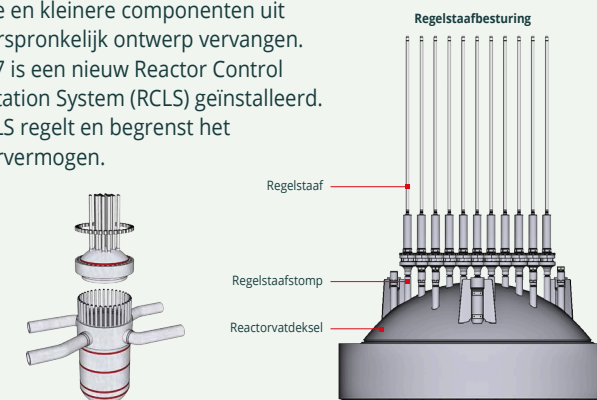 e en kleinere componenten uit
rspronkelijk ontwerp vervangen.
7 is een nieuw Reactor Control
tation System (RCLS) geïnstalleerd.
LS regelt en begrenst het
rvermogen.
Regelstaafbesturing
Regelstaaf
Regelstaafstomp
Reactorvatdeksel